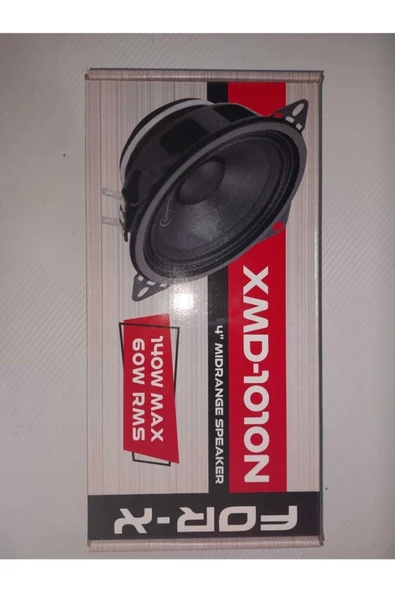 XMD-1010N
4" MIDRANGE SPEAKER
140W MAX
60W RMS
FOR-X